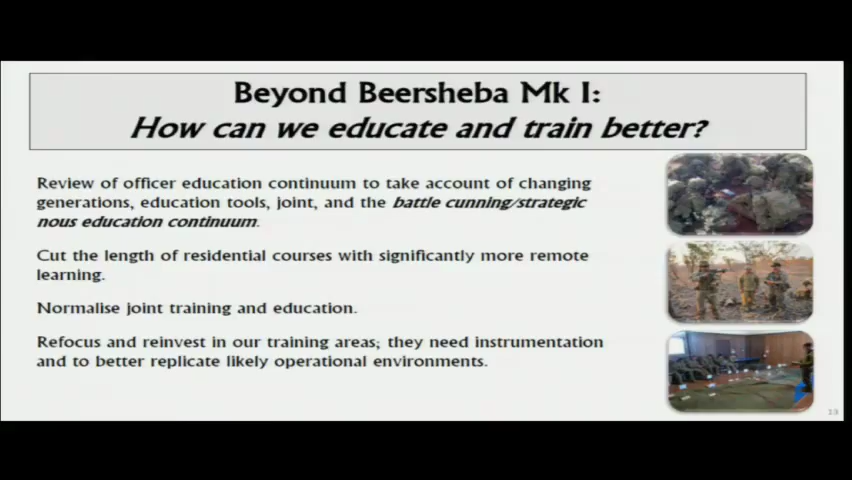 Beyond Beersheba Mk I:
How can we educate and train better?
Review of officer education continuum to take account of changing
generations, education tools, joint, and the battle cunning/strategic
nous education continuum.
Cut the length of residential courses with significantly more remote
learning.
Normalise joint training and education.
Refocus and reinvest in our training areas; they need instrumentation
and to better replicate likely operational environments.
13